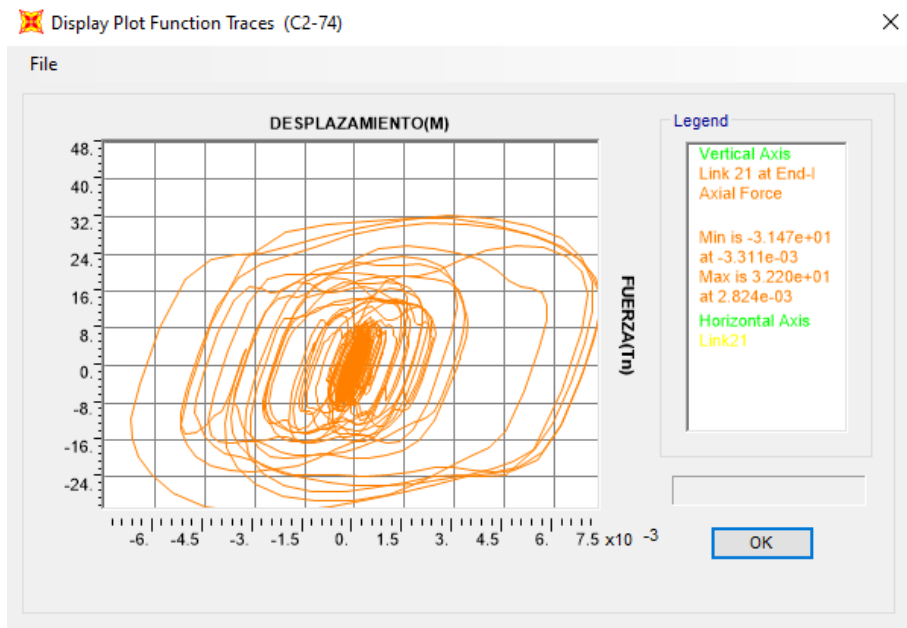 Display Plot Function Traces (C2-74)
File
DESPLAZAMIENTO(M)
48.
40.
32.
24.
16.
8.
0.
-8.
-16.
-24.
-6. -4.5 -3. -1.5 0. 1.5 3. 4.5 6. 7.5 x10 -3
FUERZA(Tn)
Legend
Vertical Axis
Link 21 at End-I
Axial Force
Min is -3.147e+01
at -3.311e-03
Max is 3.220e+01
at 2.824e-03
Horizontal Axis
Link21
OK